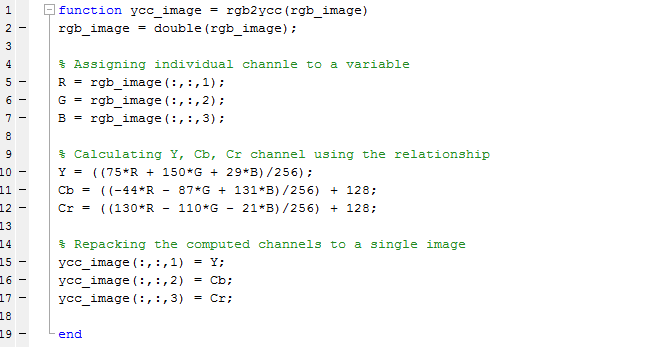 1 function ycc_image = rgb2ycc(rgb_image)
2 - rgb_image = double(rgb_image);
3
4 % Assigning individual channle to a variable
5 - R = rgb_image(:,:,1);
6 - G = rgb_image(:,:,2);
7 - B = rgb_image(:,:,3);
8
9 % Calculating Y, Cb, Cr channel using the relationship
10 - Y = ((75*R + 150*G + 29*B)/256);
11 - Cb = ((-44*R - 87*G + 131*B)/256) + 128;
12 - Cr = ((130*R - 110*G - 21*B)/256) + 128;
13
14 % Repacking the computed channels to a single image
15 - ycc_image(:,:,1) = Y;
16 - ycc_image(:,:,2) = Cb;
17 - ycc_image(:,:,3) = Cr;
18
19 - end